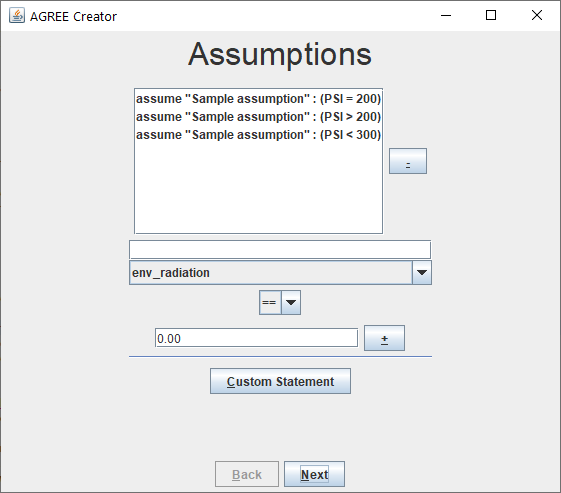 AGREE Creator
Assumptions
assume "Sample assumption" : (PSI = 200)
assume "Sample assumption" : (PSI > 200)
assume "Sample assumption" : (PSI < 300)
-
env_radiation
==
0.00
+
Custom Statement
Back
Next